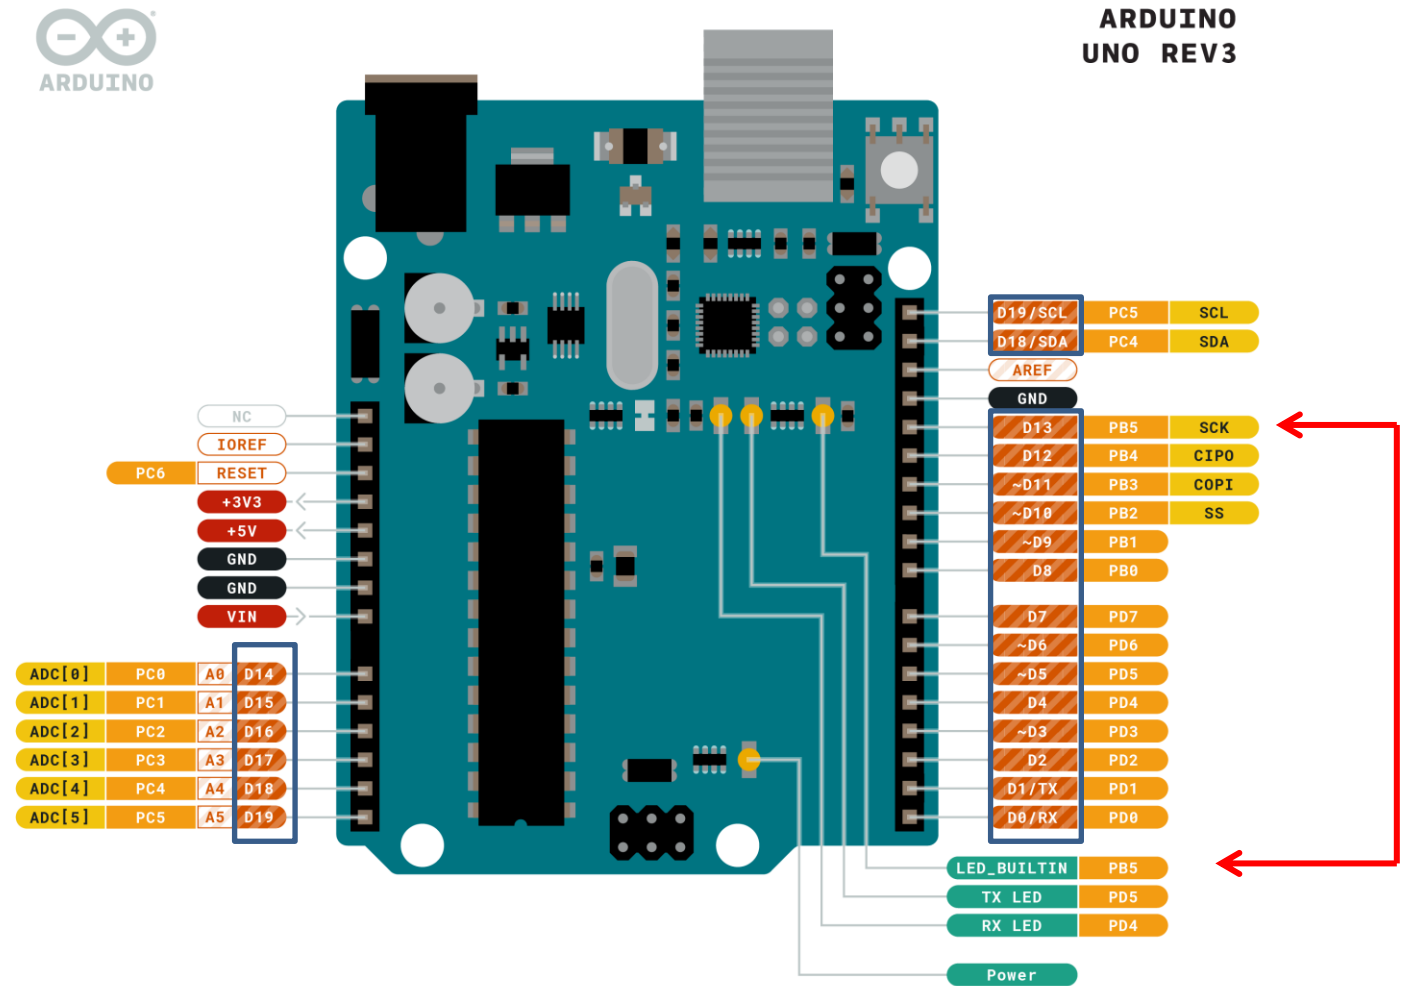 ARDUINO
ARDUINO
UNO REV3
NC
IOREF
PC6 RESET
+3V3
+5V
GND
GND
VIN
ADC[0] PC0 A0 D14
ADC[1] PC1 A1 D15
ADC[2] PC2 A2 D16
ADC[3] PC3 A3 D17
ADC[4] PC4 A4 D18
ADC[5] PC5 A5 D19
D19/SCL PC5 SCL
D18/SDA PC4 SDA
AREF
GND
D13 PB5 SCK
D12 PB4 CIPO
~D11 PB3 COPI
~D10 PB2 SS
~D9 PB1
D8 PB0
D7 PD7
~D6 PD6
~D5 PD5
D4 PD4
~D3 PD3
D2 PD2
D1/TX PD1
D0/RX PD0
LED_BUILTIN PB5
TX LED PD5
RX LED PD4
Power